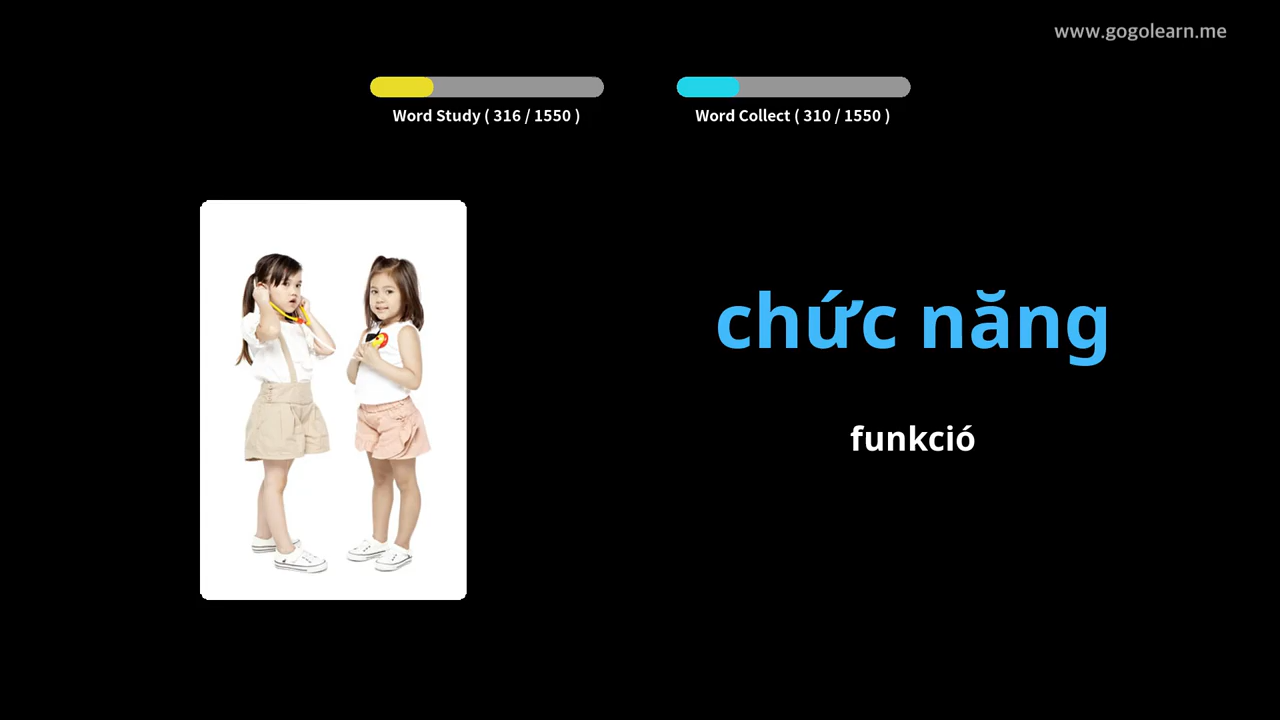 www.gogolearn.me
Word Study ( 316 / 1550 )
Word Collect ( 310 / 1550 )
chức năng
funkció